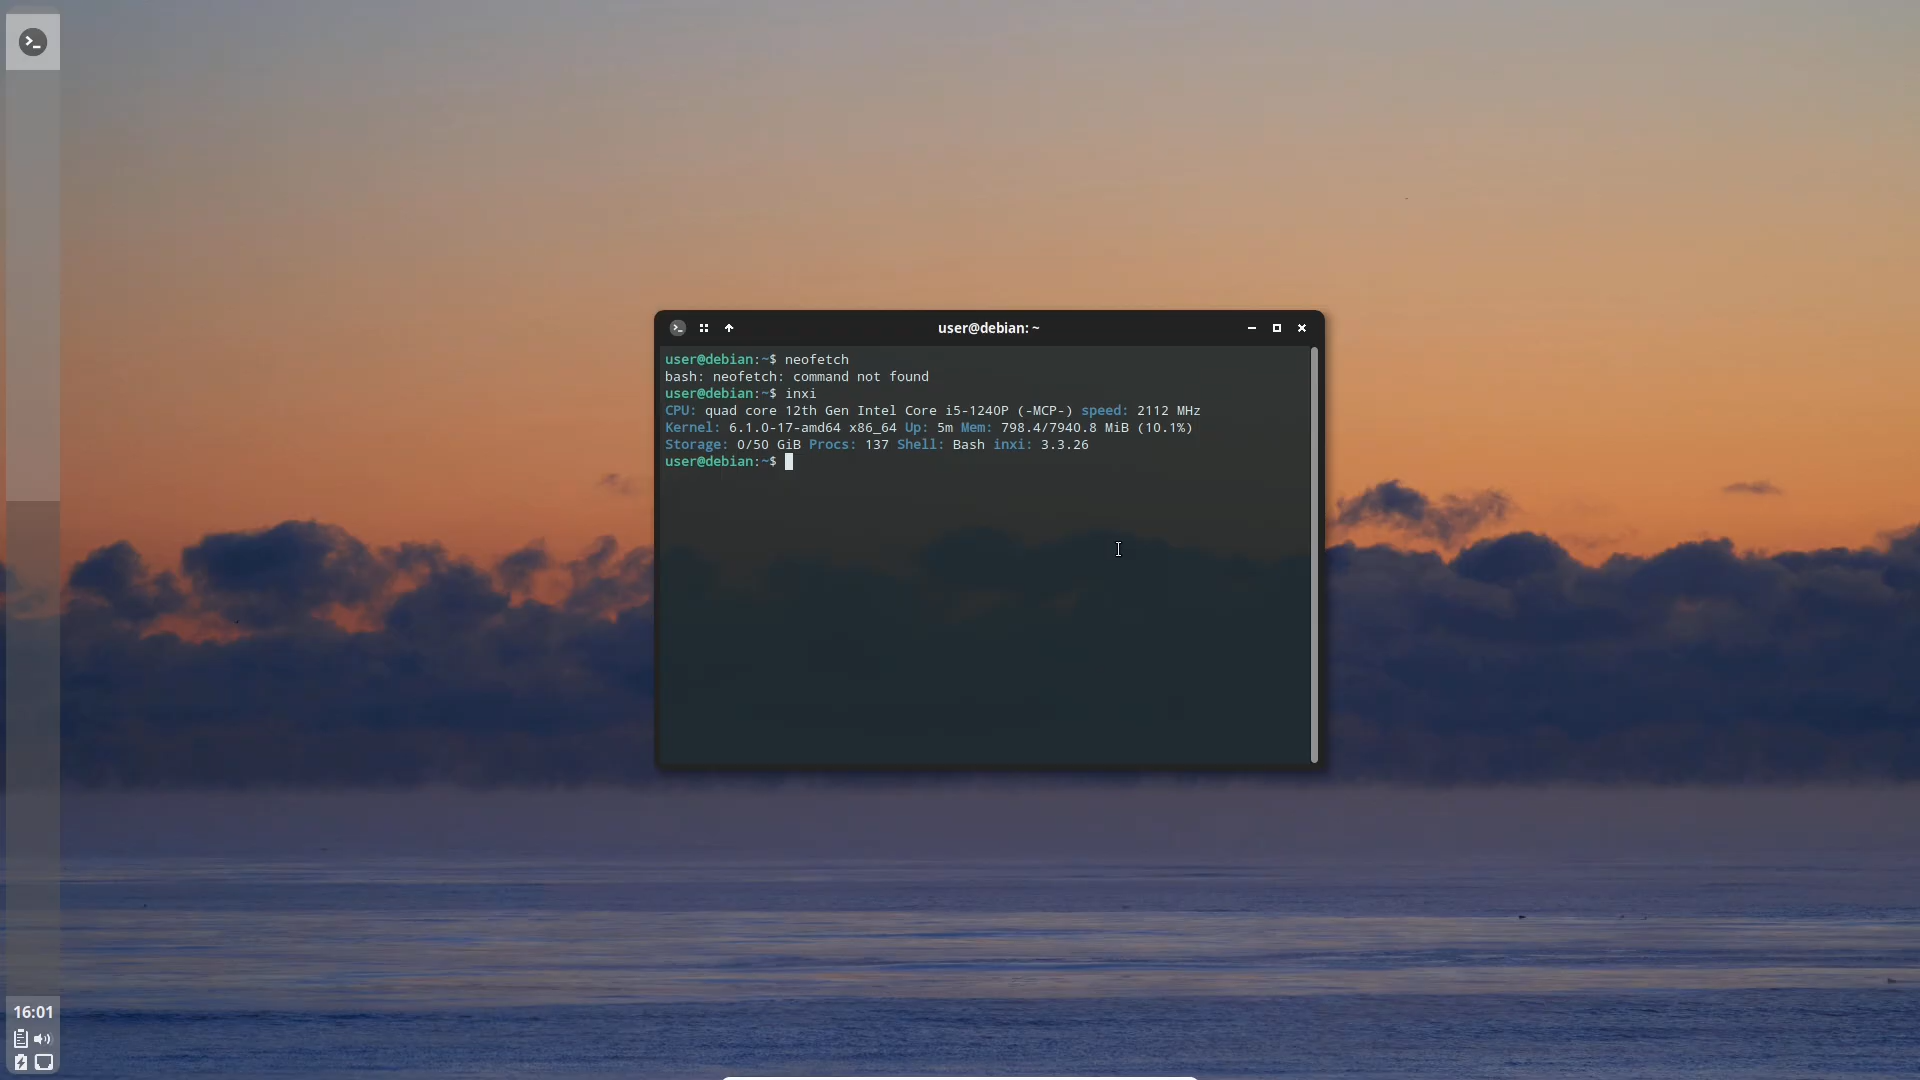 user@debian: ~
user@debian:~$ neofetch
bash: neofetch: command not found
user@debian:~$ inxi
CPU: quad core 12th Gen Intel Core i5-1240P (-MCP-) speed: 2112 MHz
Kernel: 6.1.0-17-amd64 x86_64 Up: 5m Mem: 798.4/7940.8 MiB (10.1%)
Storage: 0/50 GiB Procs: 137 Shell: Bash inxi: 3.3.26
user@debian:~$
16:01